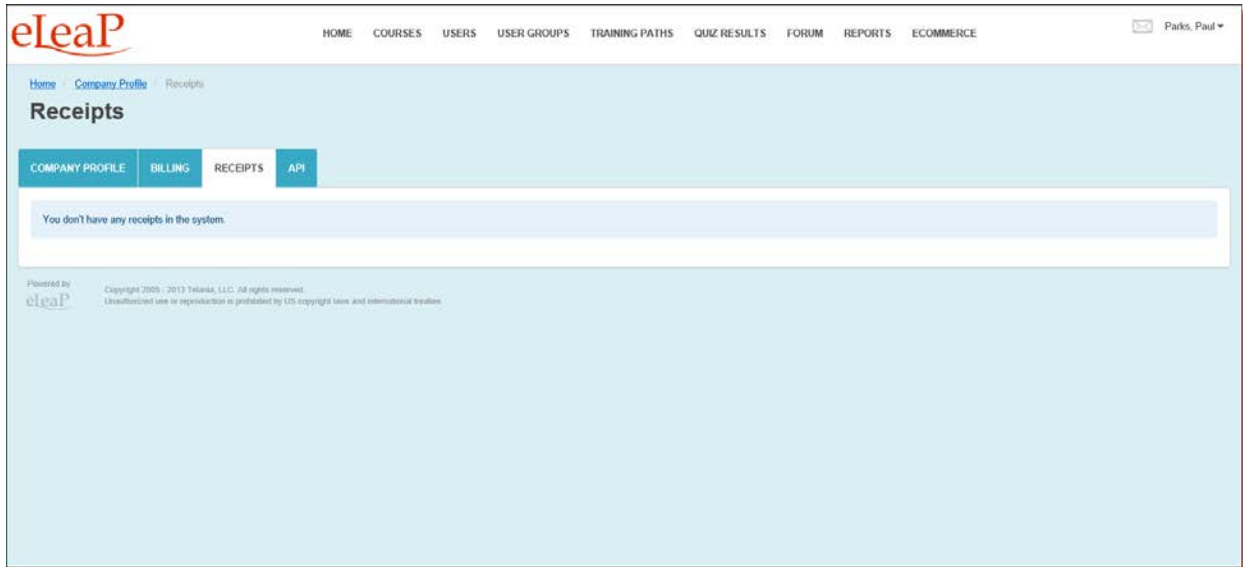 eLeaP
HOME COURSES USERS USER GROUPS TRAINING PATHS QUIZ RESULTS FORUM REPORTS ECOMMERCE
Parks, Paul
Home Company Profile Receipts
Receipts
COMPANY PROFILE BILLING RECEIPTS API
You don't have any receipts in the system.
Powered by
eLeaP
Copyright 2005 - 2013 Telania, LLC. All rights reserved.
Unauthorized use or reproduction is prohibited by US copyright laws and international treaties.